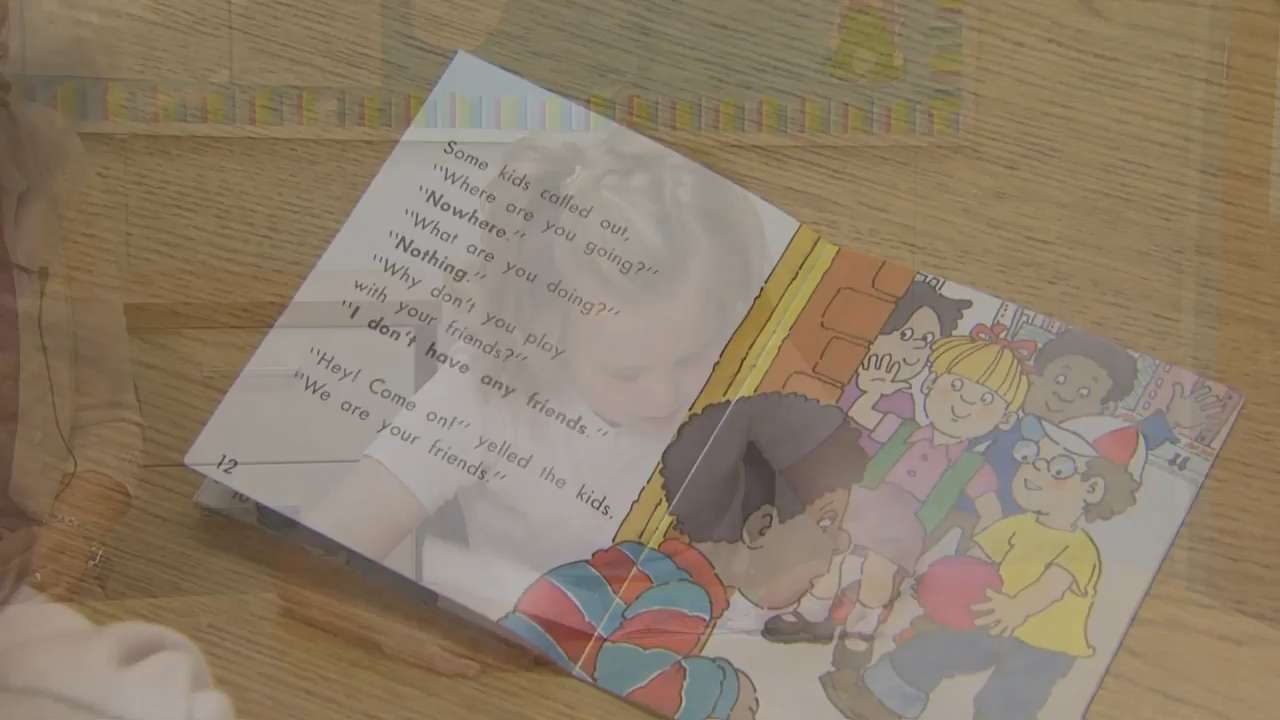 Some kids called out,
"Where are you going?"
"Nowhere."
"What are you doing?"
"Nothing."
"Why don't you play
with your friends?"
"I don't have any friends."
"Hey! Come on!" yelled the kids.
"We are your friends."
12
10